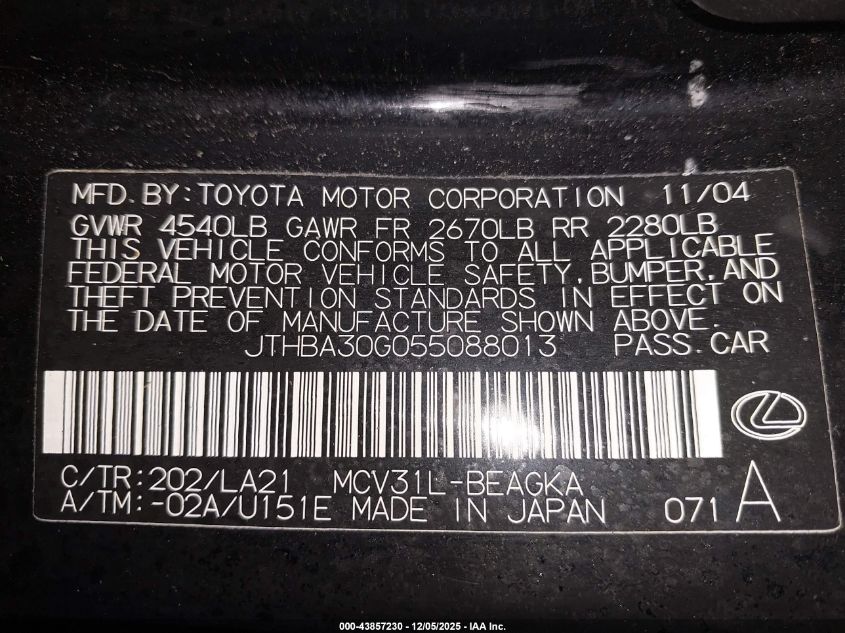 MFD. BY: TOYOTA MOTOR CORPORATION 11/04
GVWR 4540LB GAWR FR 2670LB RR 2280LB
THIS VEHICLE CONFORMS TO ALL APPLICABLE
FEDERAL MOTOR VEHICLE SAFETY, BUMPER, AND
THEFT PREVENTION STANDARDS IN EFFECT ON
THE DATE OF MANUFACTURE SHOWN ABOVE.
JTHBA30G055088013 PASS. CAR
C/TR: 202/LA21 MCV31L-BEAGKA
A/TM: -02A/U151E MADE IN JAPAN 071 A
000-43857230 - 12/05/2025 - IAA Inc.